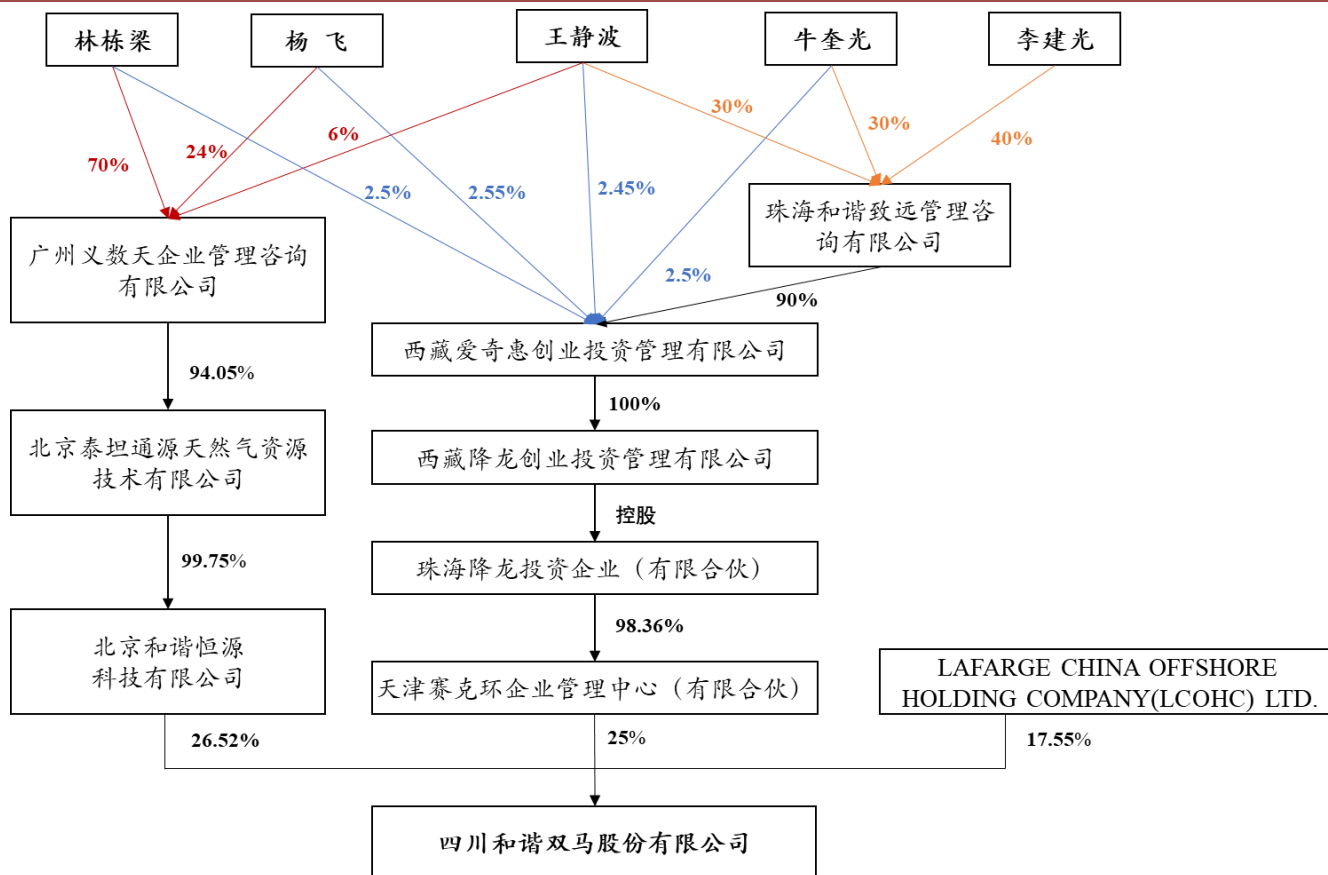 林栋梁
杨 飞
王静波
牛奎光
李建光
30%
6%
30%
40%
24%
70%
2.5%
2.55%
2.45%
珠海和谐致远管理咨
询有限公司
广州义数天企业管理咨询
有限公司
2.5%
90%
西藏爱奇惠创业投资管理有限公司
94.05%
100%
北京泰坦通源天然气资源
技术有限公司
西藏降龙创业投资管理有限公司
控股
99.75%
珠海降龙投资企业（有限合伙）
98.36%
北京和谐恒源
科技有限公司
天津赛克环企业管理中心（有限合伙）
LAFARGE CHINA OFFSHORE
HOLDING COMPANY(LCOHC) LTD.
26.52%
25%
17.55%
四川和谐双马股份有限公司